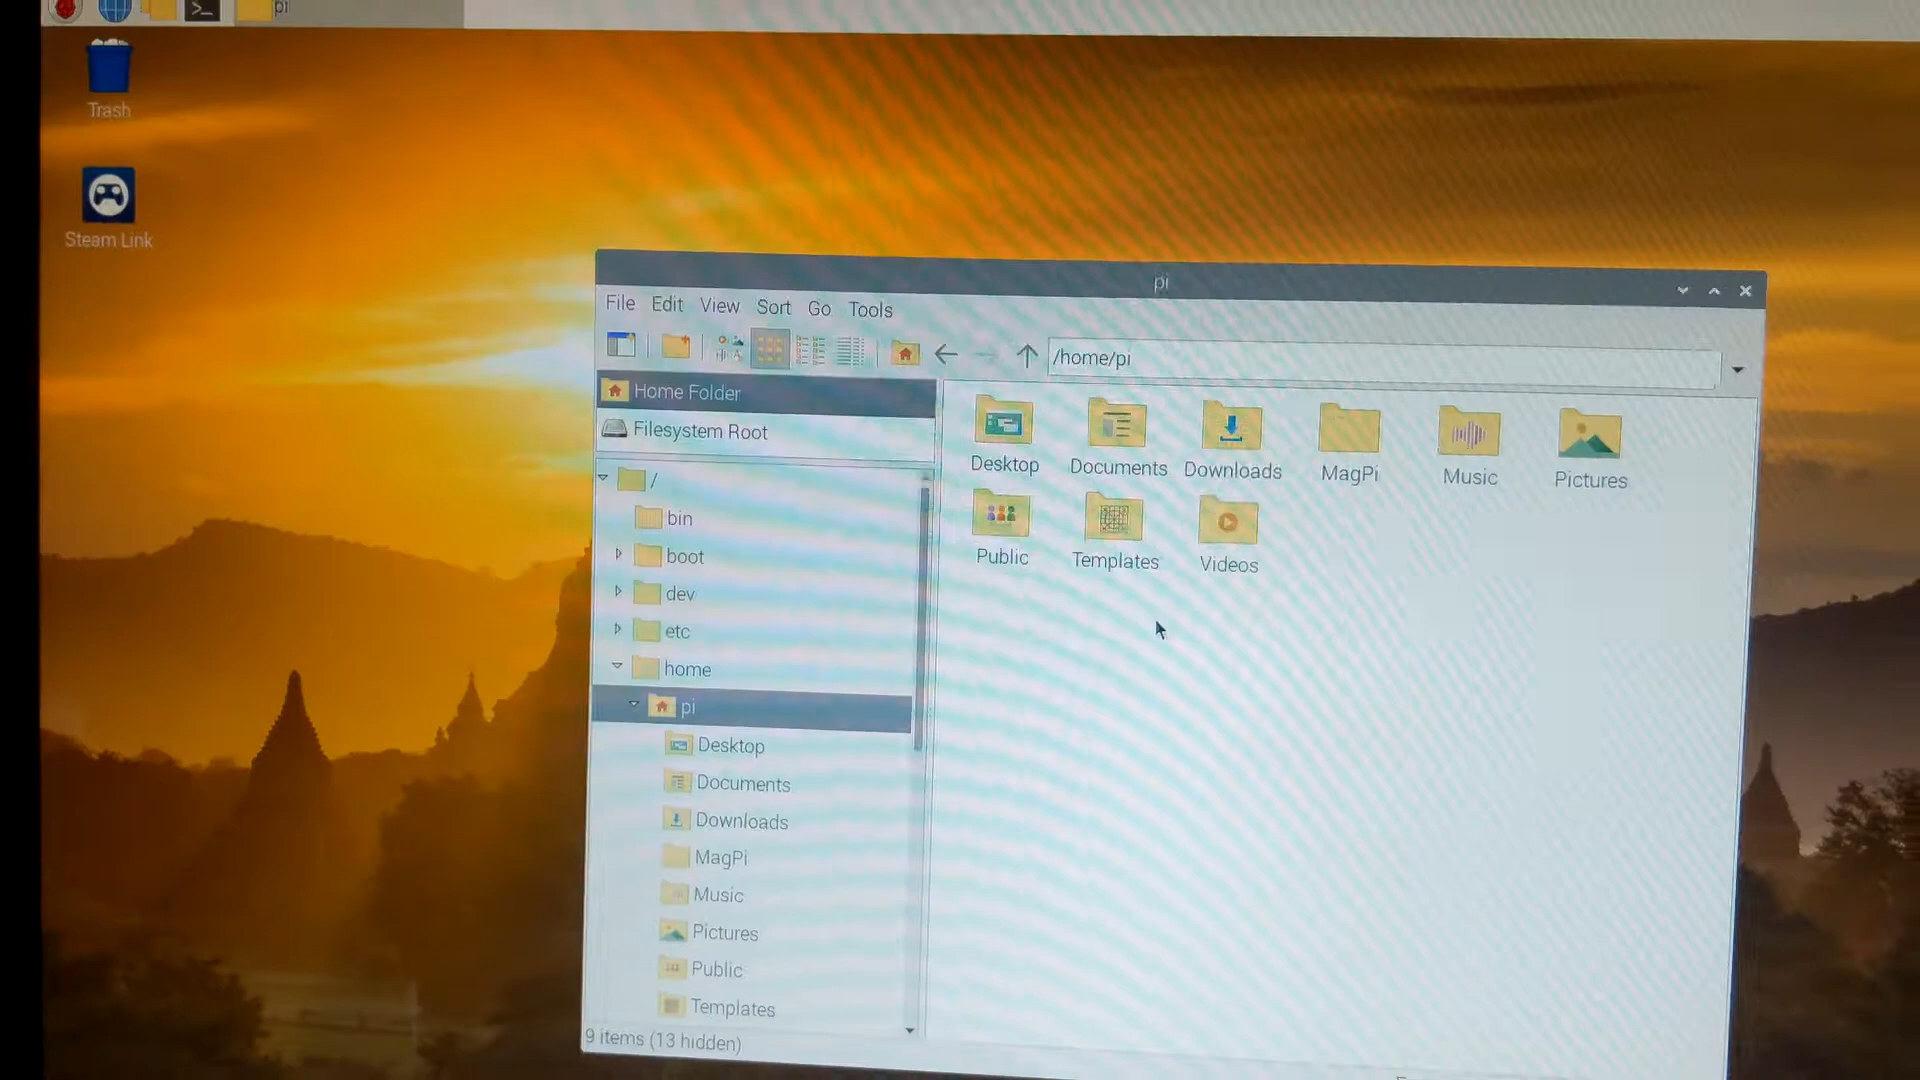 >_
pi
Trash
Steam Link
pi
File Edit View Sort Go Tools
/home/pi
Home Folder
Filesystem Root
/
bin
boot
dev
etc
home
pi
Desktop
Documents
Downloads
MagPi
Music
Pictures
Public
Templates
Desktop Documents Downloads MagPi Music Pictures
Public Templates Videos
9 items (13 hidden)